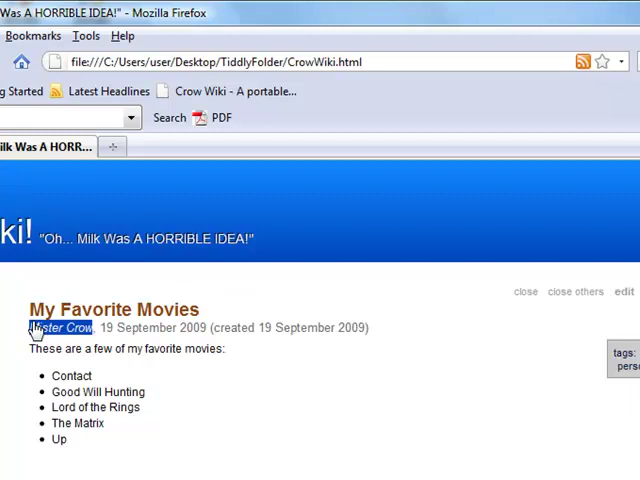 Was A HORRIBLE IDEA!" - Mozilla Firefox
Bookmarks Tools Help
file:///C:/Users/user/Desktop/TiddlyFolder/CrowWiki.html
g Started Latest Headlines Crow Wiki - A portable...
Search PDF
ilk Was A HORR...
ki! "Oh... Milk Was A HORRIBLE IDEA!"
close close others edit
My Favorite Movies
Mister Crow, 19 September 2009 (created 19 September 2009)
tags:
These are a few of my favorite movies:
perso
Contact
Good Will Hunting
Lord of the Rings
The Matrix
Up